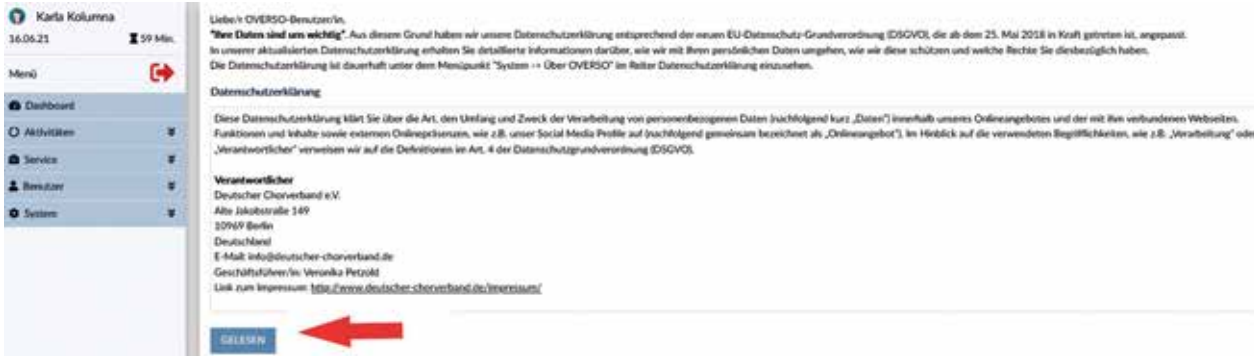 Karla Kolumna
16.06.21 59 Min.
Menü
Dashboard
Aktivitäten
Service
Benutzer
System
Liebe/r OVERSO-Benutzer/in,
"Ihre Daten sind uns wichtig". Aus diesem Grund haben wir unsere Datenschutzerklärung entsprechend der neuen EU-Datenschutz-Grundverordnung (DSGVO), die ab dem 25. Mai 2018 in Kraft getreten ist, angepasst.
In unserer aktualisierten Datenschutzerklärung erhalten Sie detaillierte Informationen darüber, wie wir mit Ihren persönlichen Daten umgehen, wie wir diese schützen und welche Rechte Sie diesbezüglich haben.
Die Datenschutzerklärung ist dauerhaft unter dem Menüpunkt "System -> Über OVERSO" im Reiter Datenschutzerklärung einzusehen.
Datenschutzerklärung
Diese Datenschutzerklärung klärt Sie über die Art, den Umfang und Zweck der Verarbeitung von personenbezogenen Daten (nachfolgend kurz „Daten") innerhalb unseres Onlineangebotes und der mit ihm verbundenen Webseiten,
Funktionen und Inhalte sowie externen Onlinepräsenzen, wie z.B. unser Social Media Profile auf (nachfolgend gemeinsam bezeichnet als „Onlineangebot"). Im Hinblick auf die verwendeten Begrifflichkeiten, wie z.B. „Verarbeitung" ode
„Verantwortlicher" verweisen wir auf die Definitionen im Art. 4 der Datenschutzgrundverordnung (DSGVO).
Verantwortlicher
Deutscher Chorverband e.V.
Alte Jakobstraße 149
10969 Berlin
Deutschland
E-Mail: info@deutscher-chorverband.de
Geschäftsführer/in: Veronika Petzold
Link zum Impressum: http://www.deutscher-chorverband.de/impressum/
GELESEN